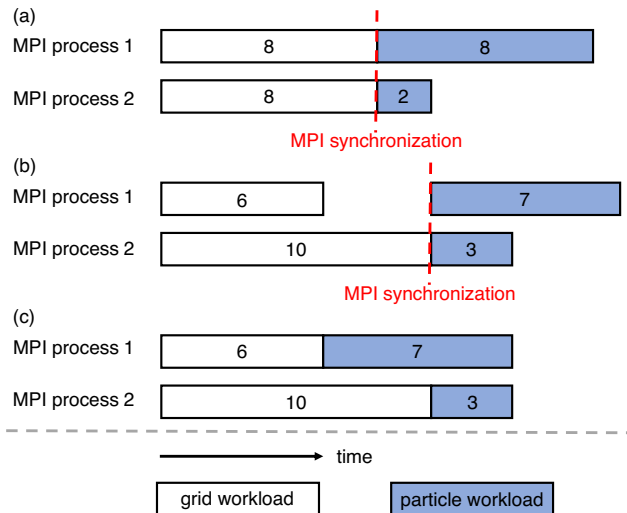 (a)
MPI process 1 8 8
MPI process 2 8 2
MPI synchronization
(b)
MPI process 1 6 7
MPI process 2 10 3
MPI synchronization
(c)
MPI process 1 6 7
MPI process 2 10 3
time
grid workload particle workload